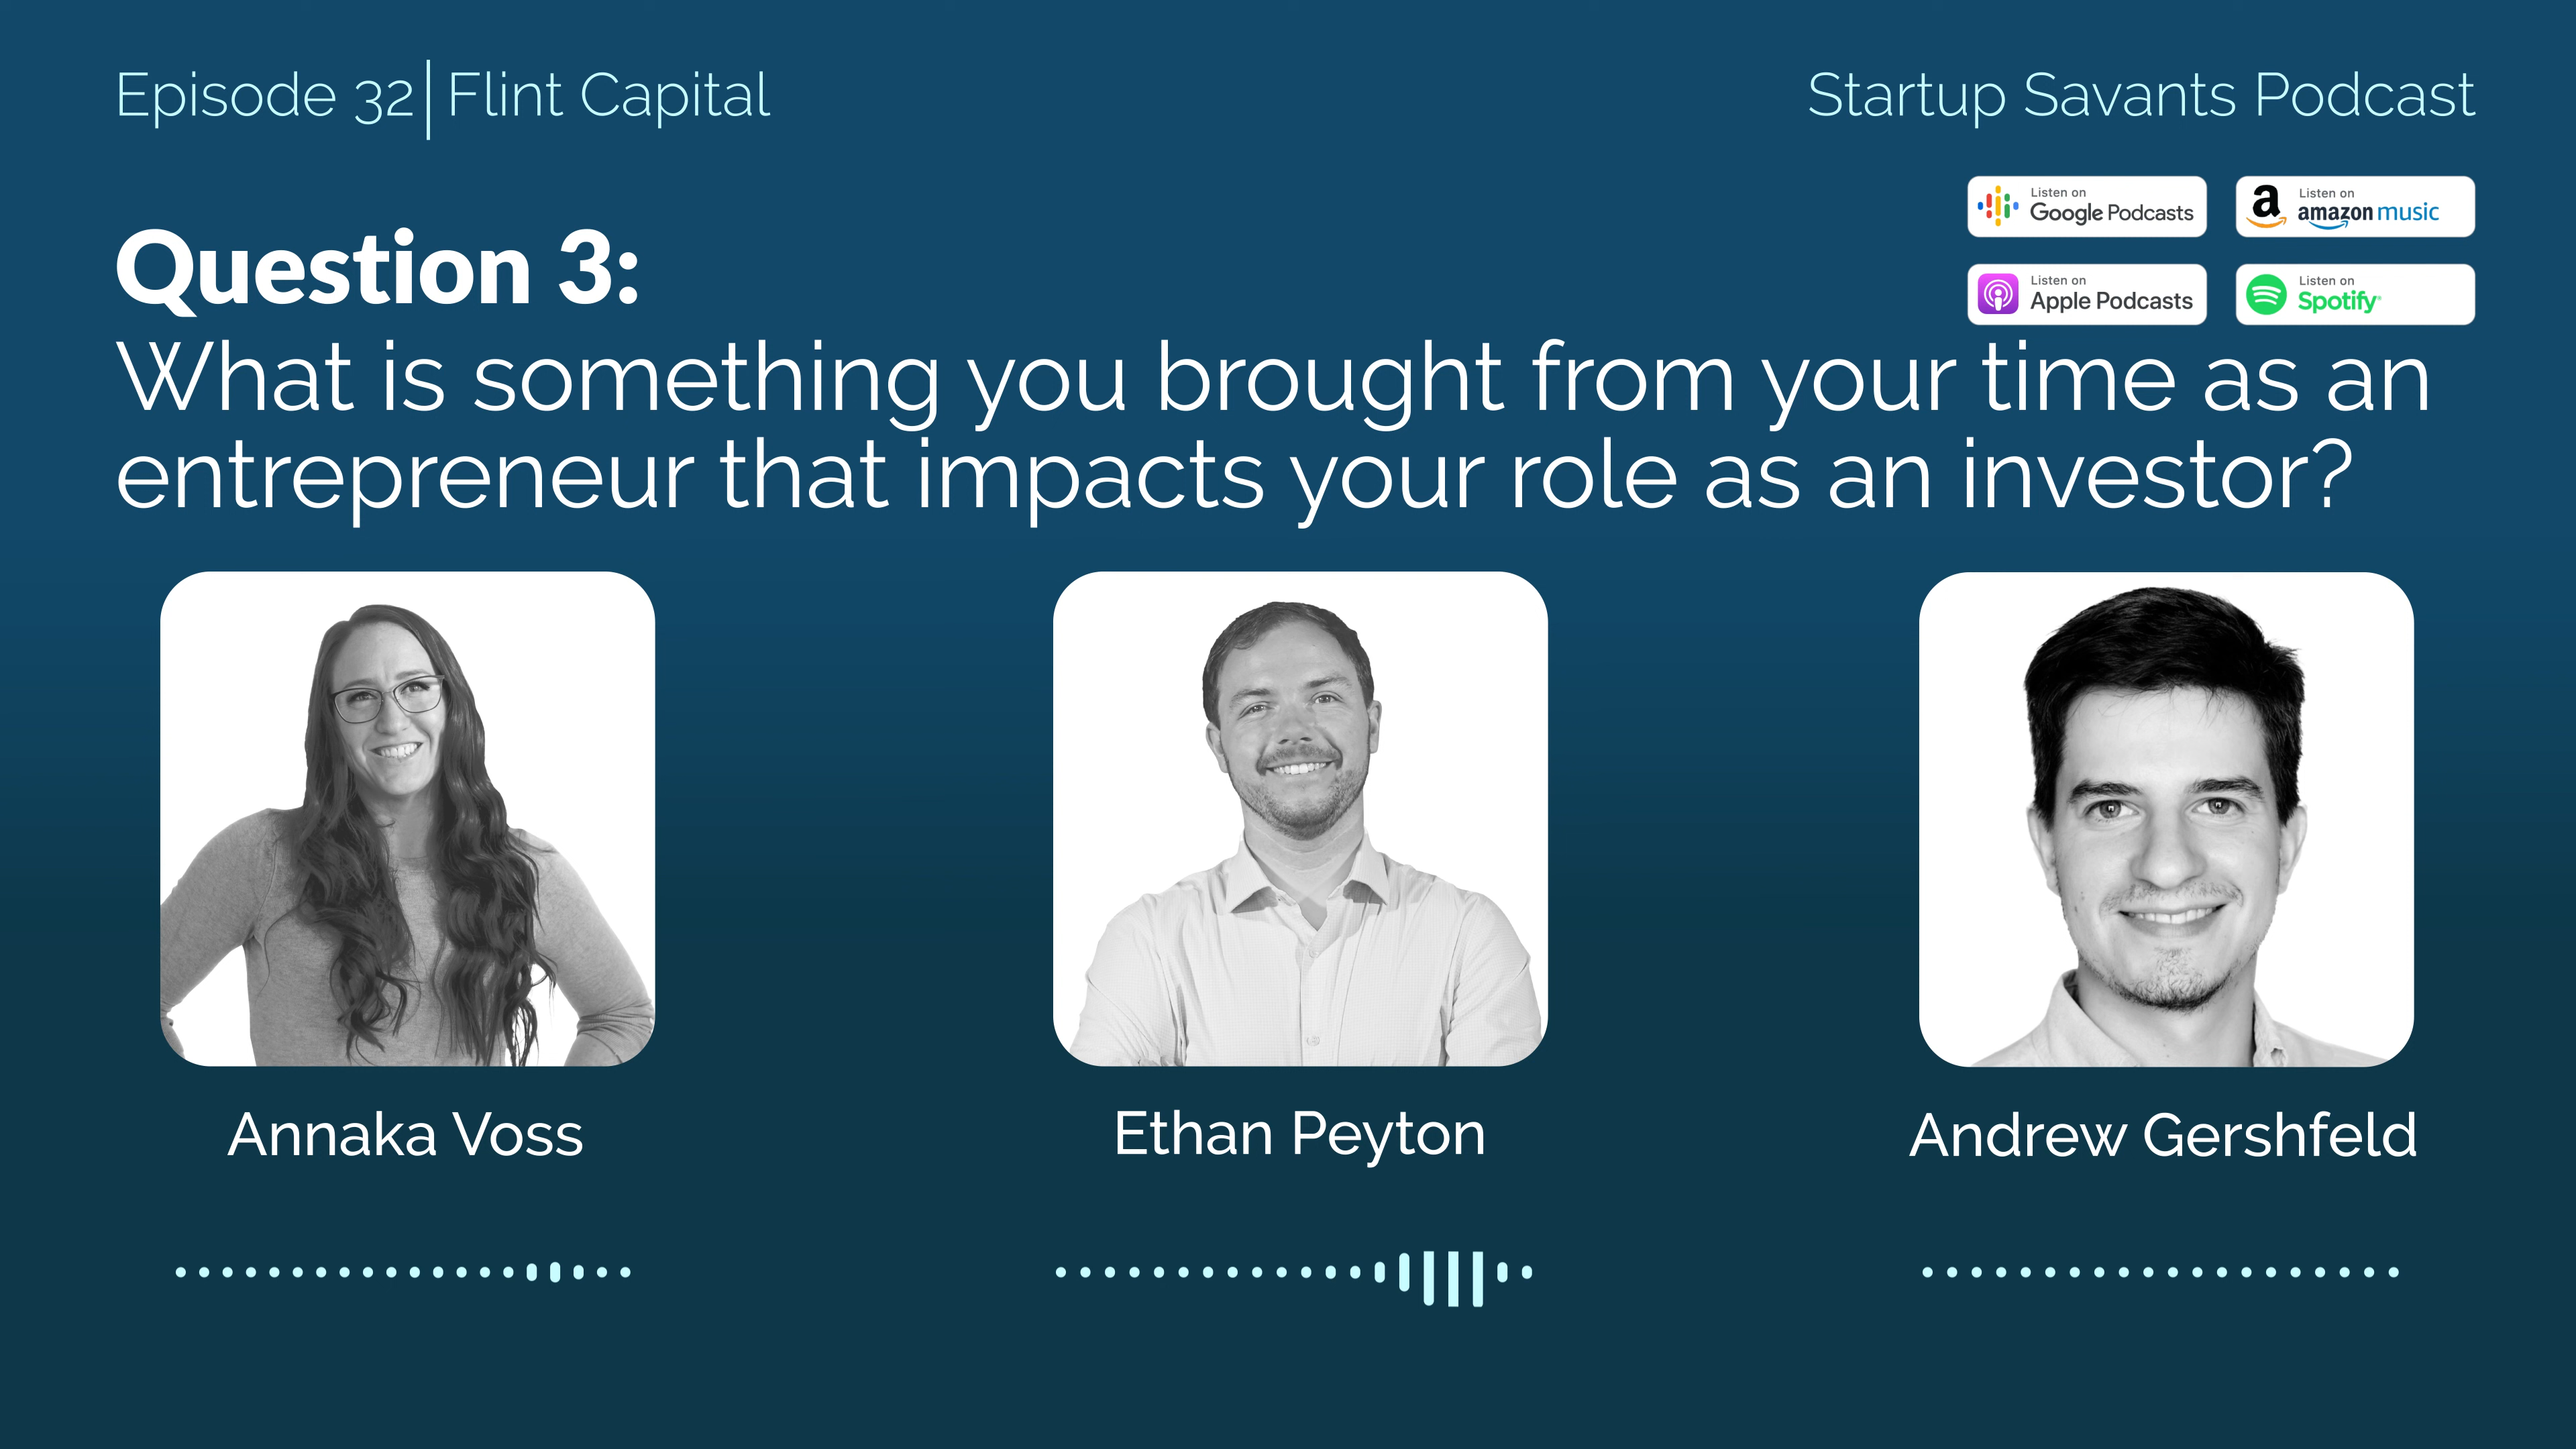 Episode 32 | Flint Capital
Startup Savants Podcast
Listen on
Google Podcasts
a
Listen on
amazon music
Listen on
Apple Podcasts
Listen on
Spotify
Question 3:
What is something you brought from your time as an
entrepreneur that impacts your role as an investor?
Annaka Voss
Ethan Peyton
Andrew Gershfeld